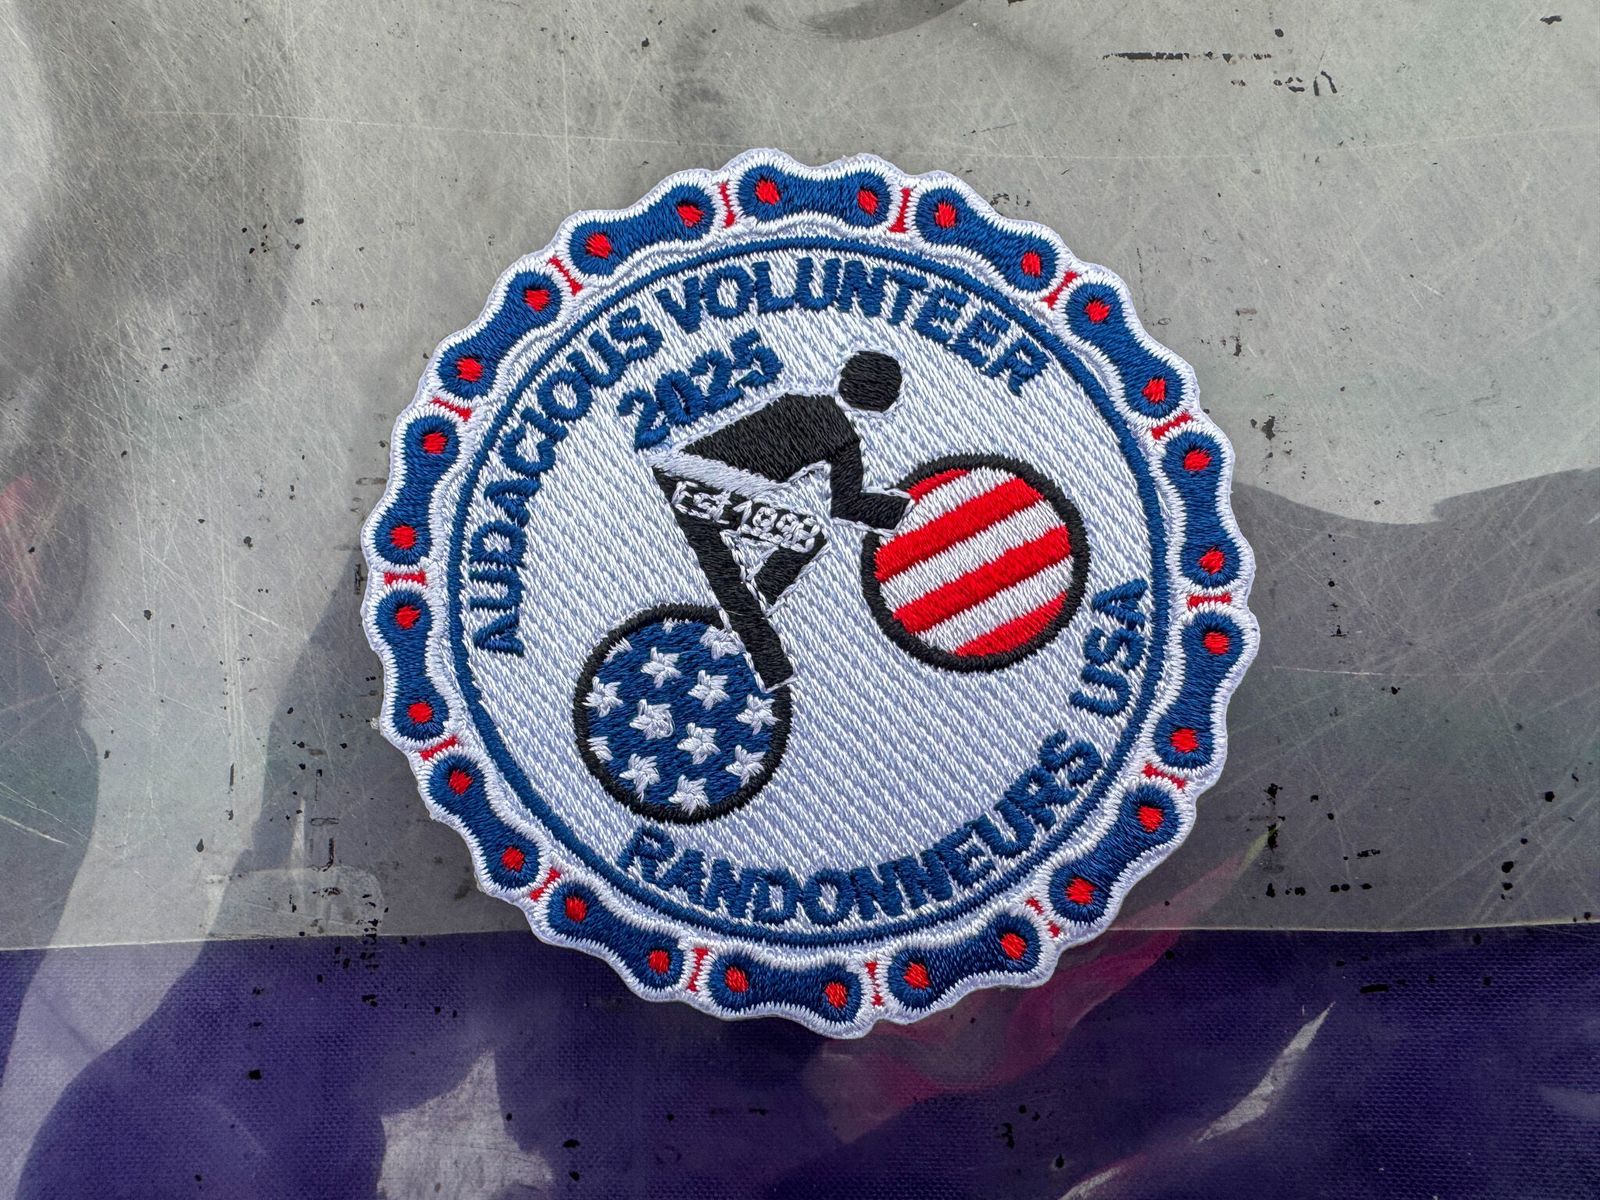 AUDACIOUS VOLUNTEER
2025
Est 1998
RANDONNEURS USA